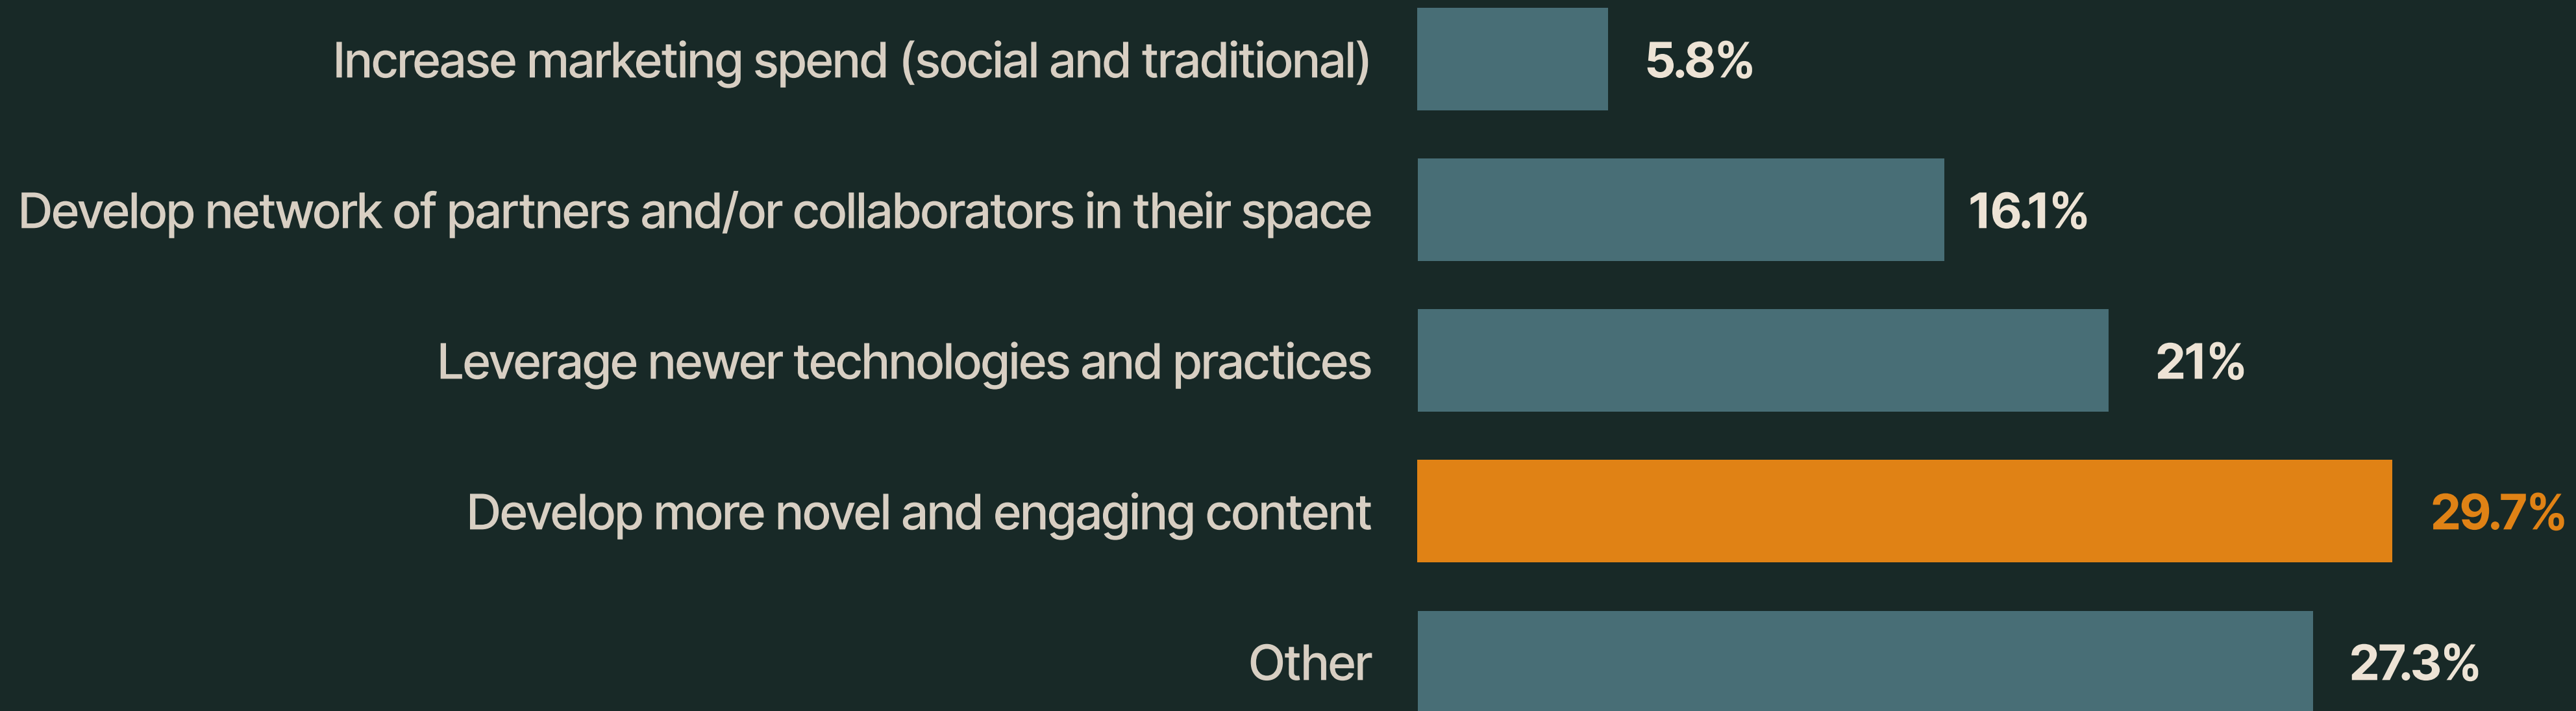 Increase marketing spend (social and traditional) 5.8%
Develop network of partners and/or collaborators in their space 16.1%
Leverage newer technologies and practices 21%
Develop more novel and engaging content 29.7%
Other 27.3%